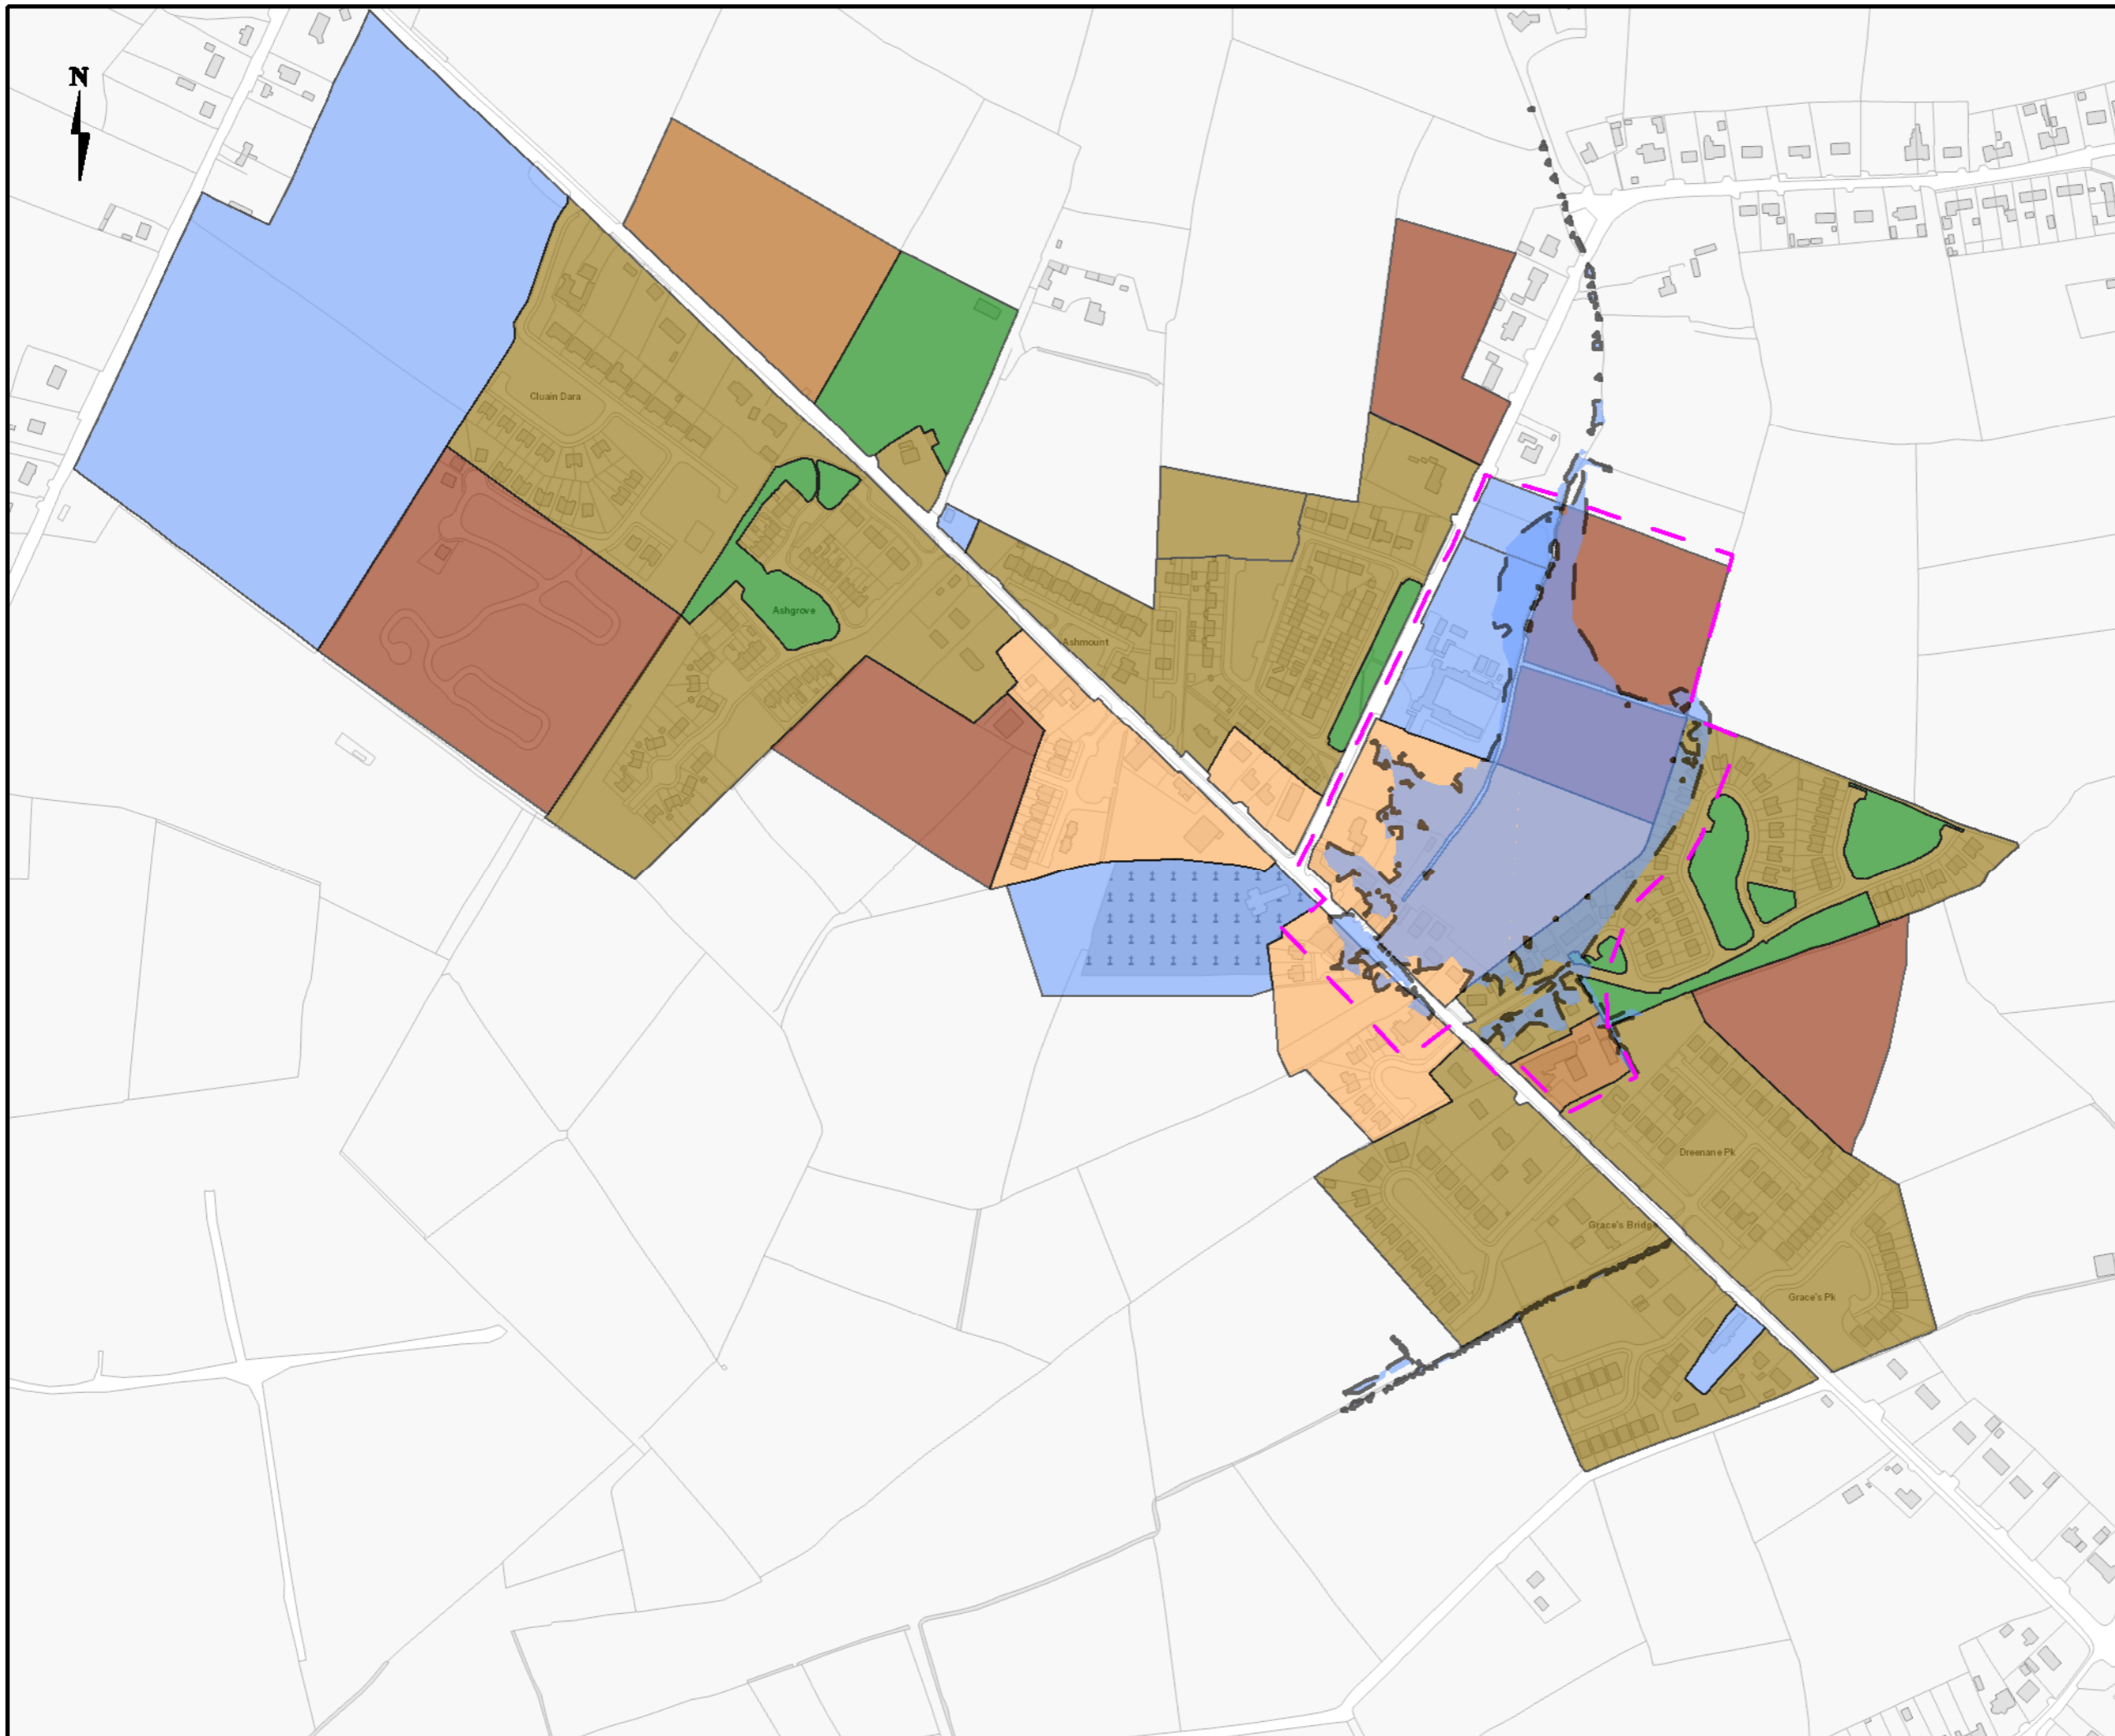 N
Cluain Dara
Ashgrove
Ashmount
Dreenane Pk
Grace's Bridge
Grace's Pk